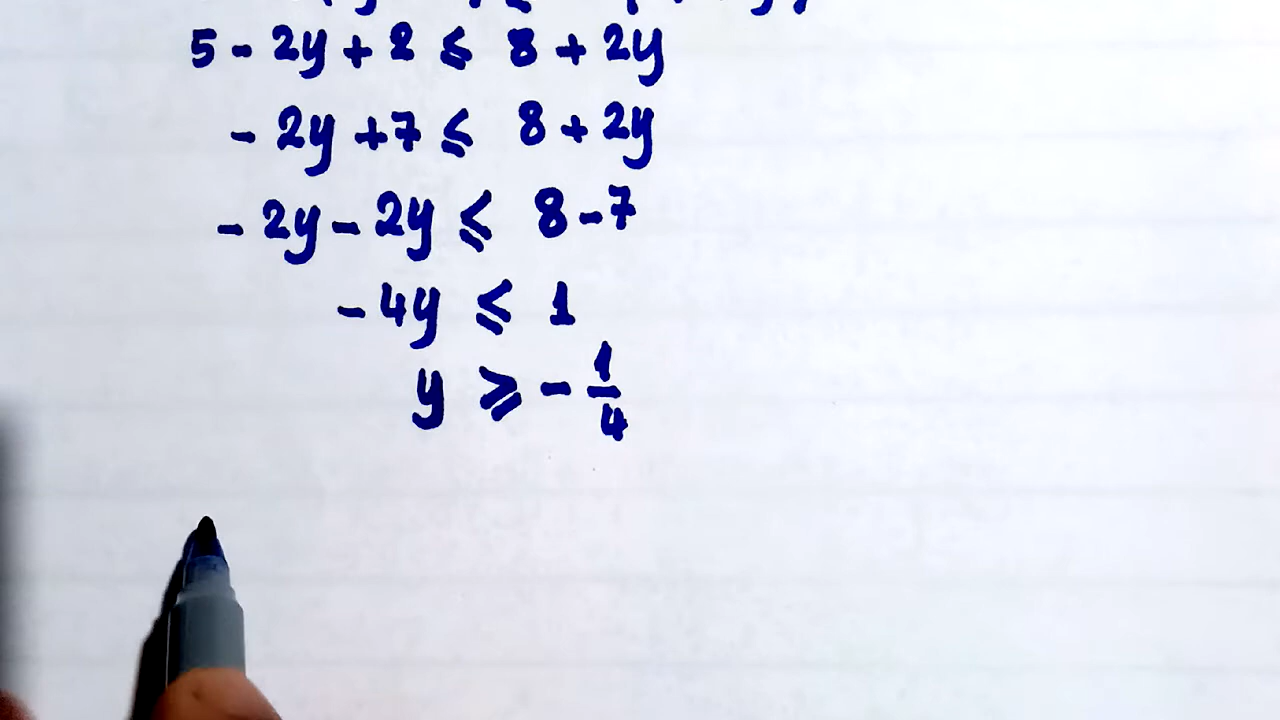 5 - 2y + 2 ≤ 8 + 2y
- 2y + 7 ≤ 8 + 2y
- 2y - 2y ≤ 8 - 7
- 4y ≤ 1
y ≥ - 1/4